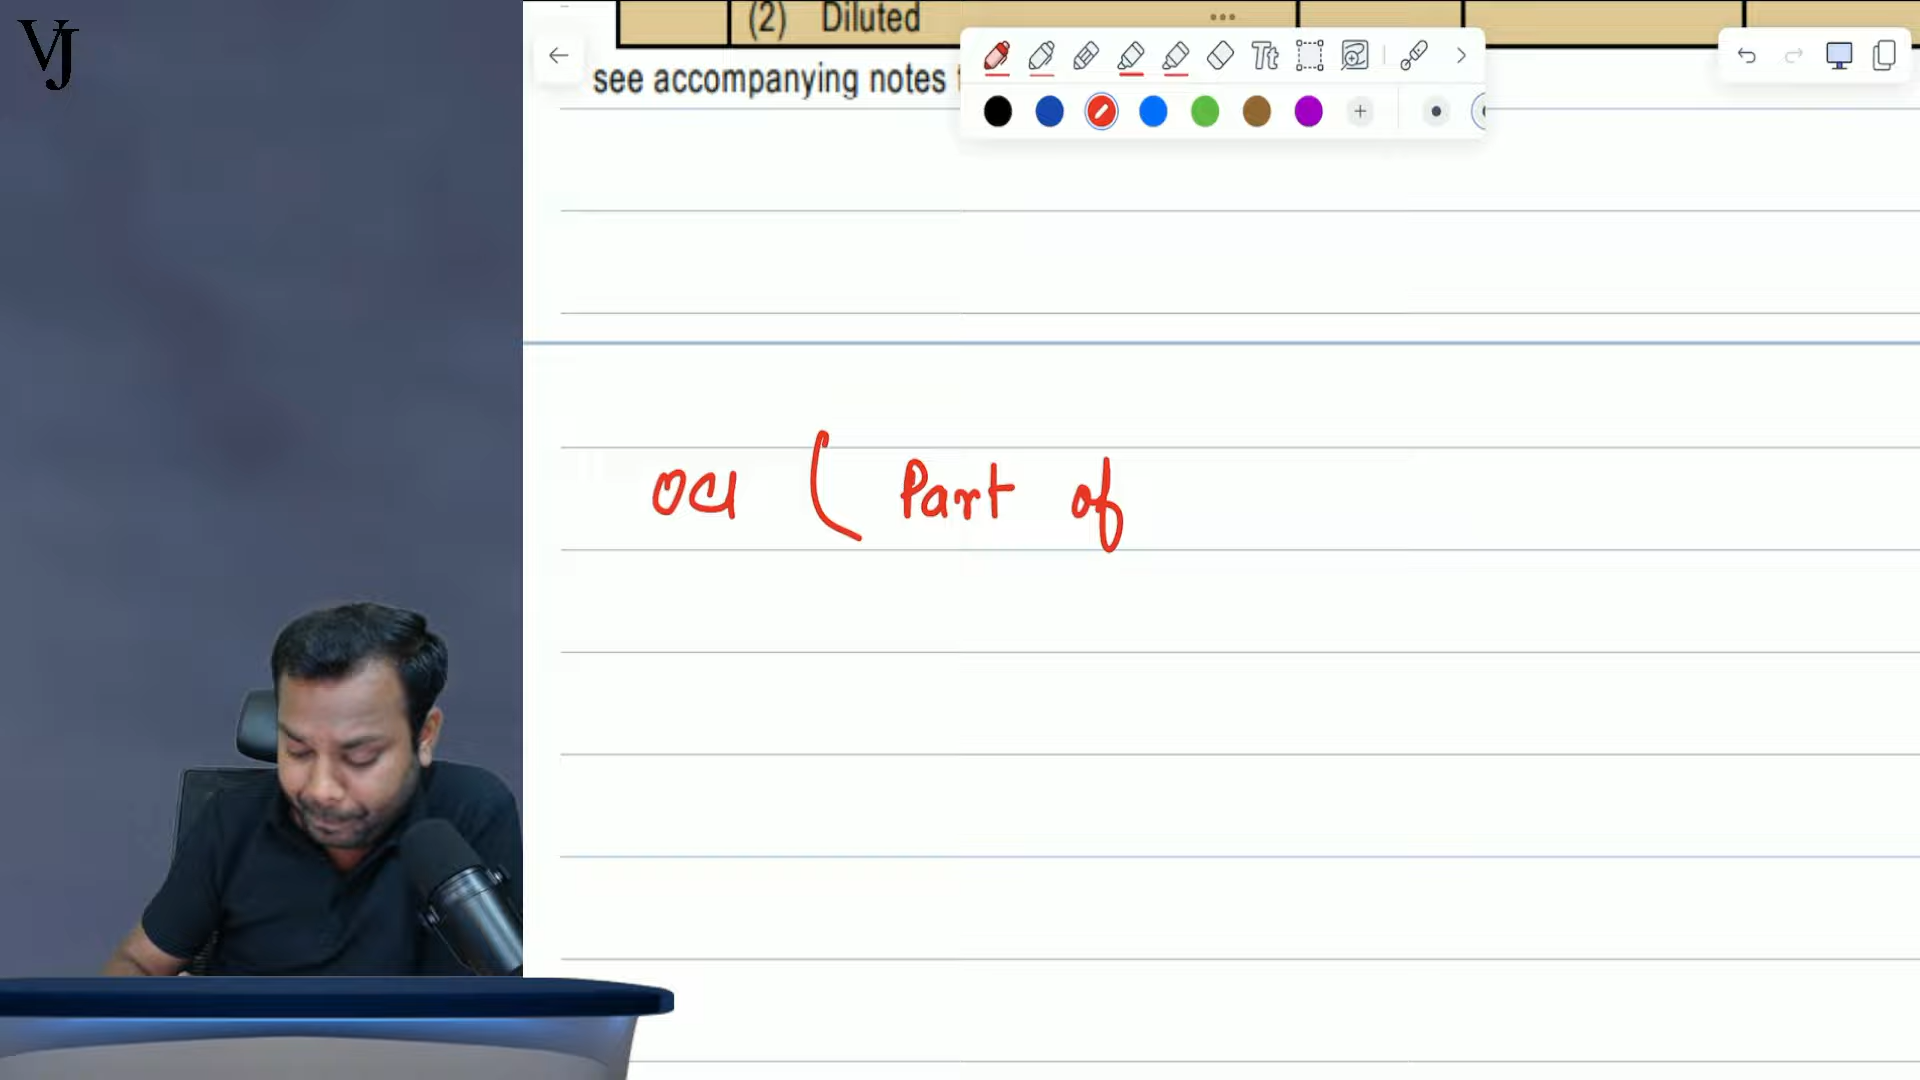 VJ
(2) Diluted
see accompanying notes
Tt
OCI ( Part of